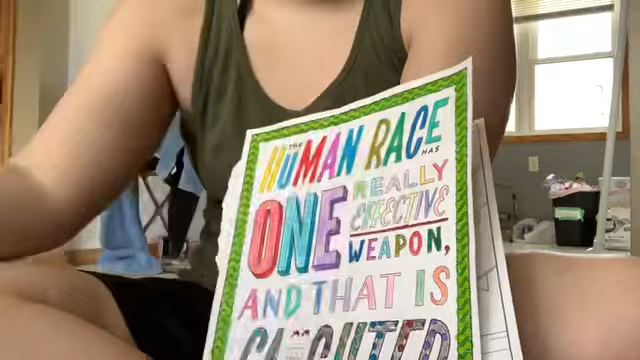 THE
HUMAN RACE
HAS
ONE REALLY
EFFECTIVE
WEAPON,
AND THAT IS